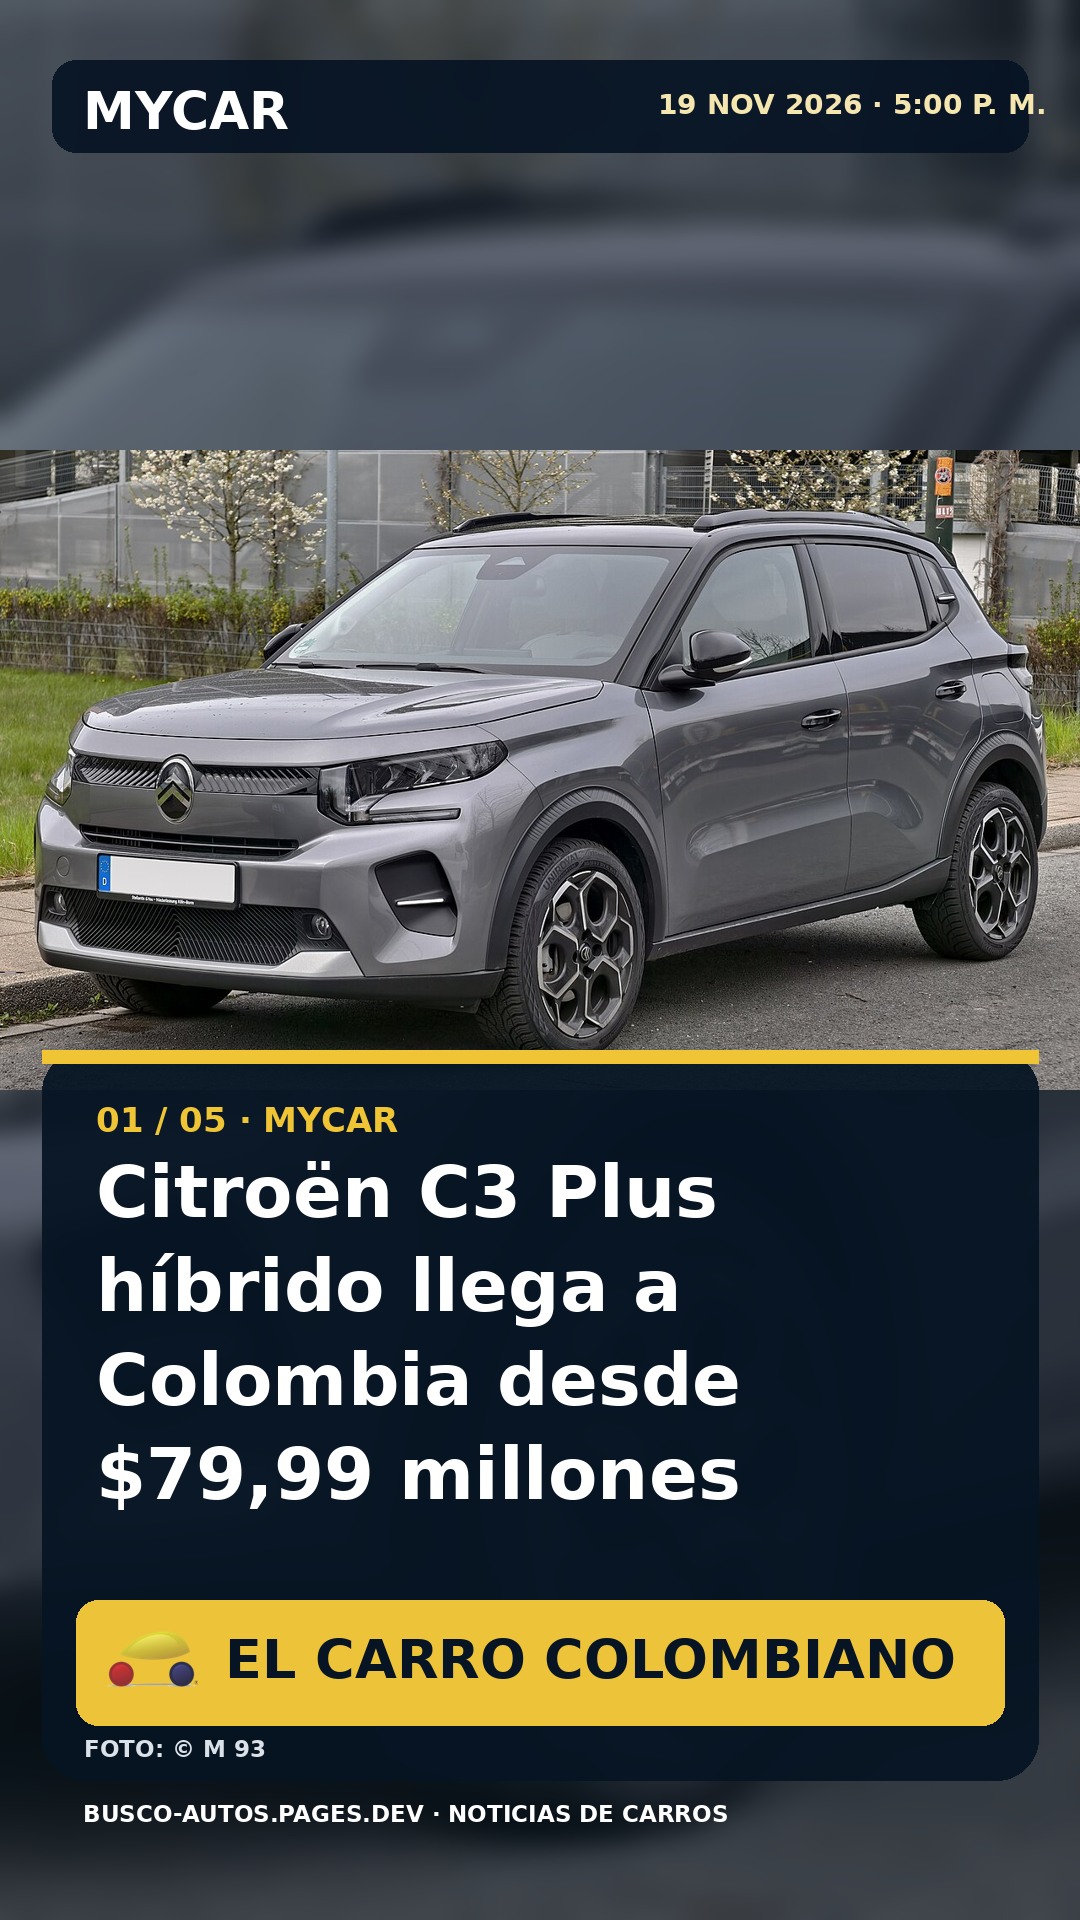 MYCAR
19 NOV 2026 · 5:00 P. M.
D
01 / 05 · MYCAR
Citroën C3 Plus
híbrido llega a
Colombia desde
$79,99 millones
EL CARRO COLOMBIANO
FOTO: © M 93
BUSCO-AUTOS.PAGES.DEV · NOTICIAS DE CARROS